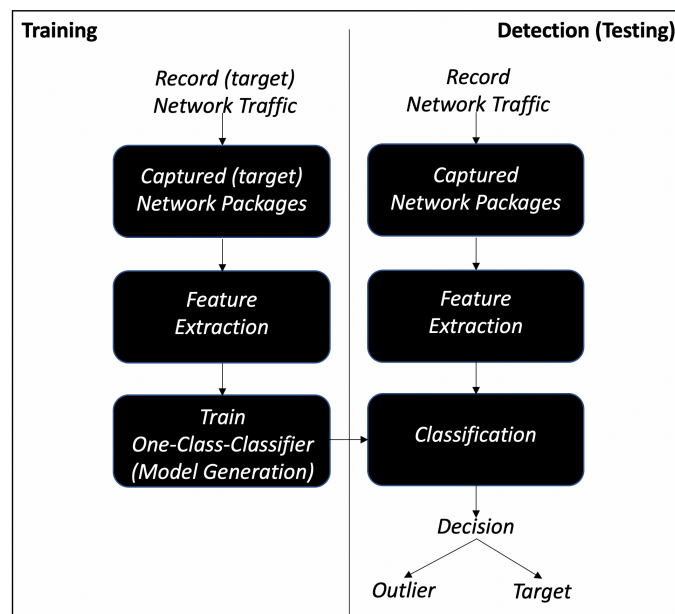 Training
Record (target)
Network Traffic
Captured (target)
Network Packages
Feature
Extraction
Train
One-Class-Classifier
(Model Generation)
Detection (Testing)
Record
Network Traffic
Captured
Network Packages
Feature
Extraction
Classification
Decision
Outlier
Target